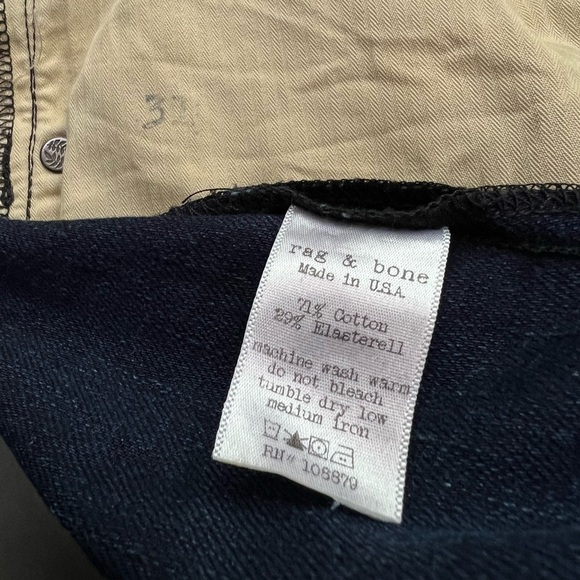 32
rag & bone
Made in U.S.A.
71% Cotton
29% Elasterell
machine wash warm
do not bleach
tumble dry low
medium iron
RN# 108879